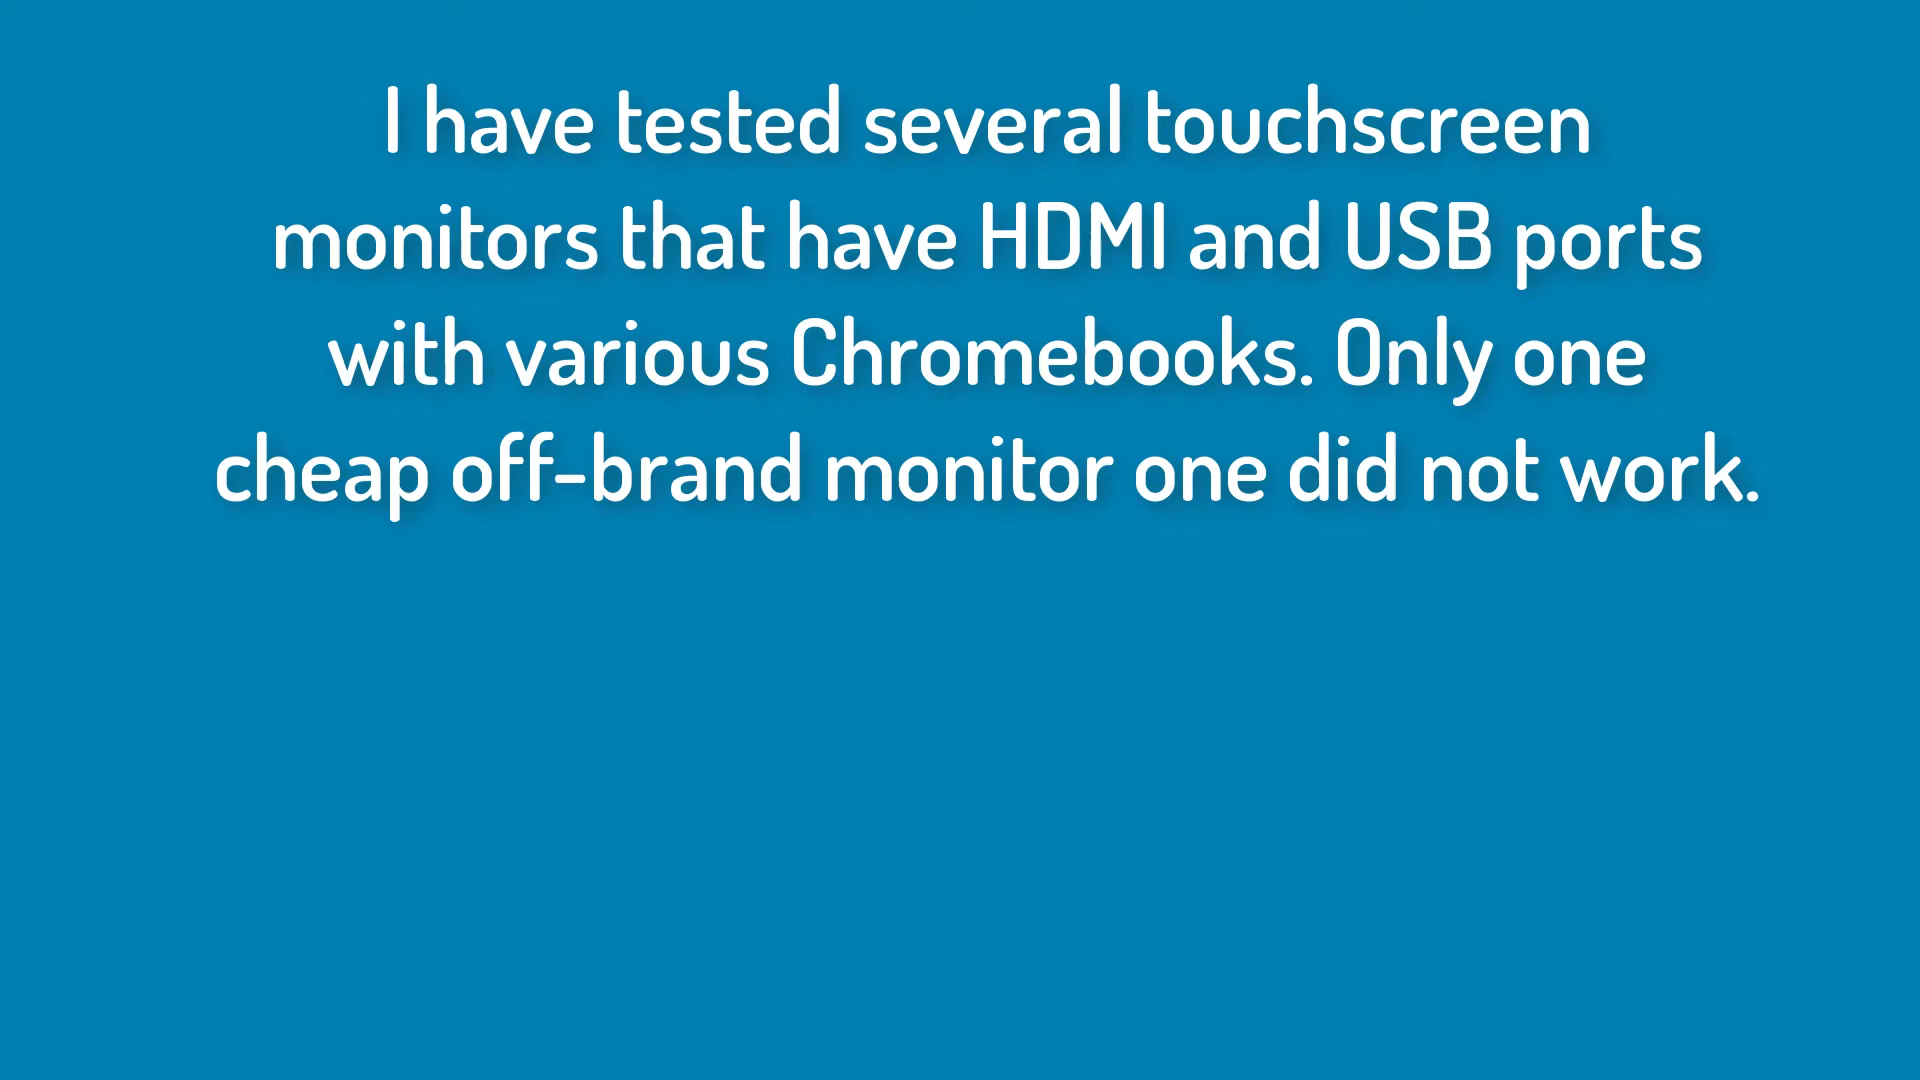 I have tested several touchscreen
monitors that have HDMI and USB ports
with various Chromebooks. Only one
cheap off-brand monitor one did not work.